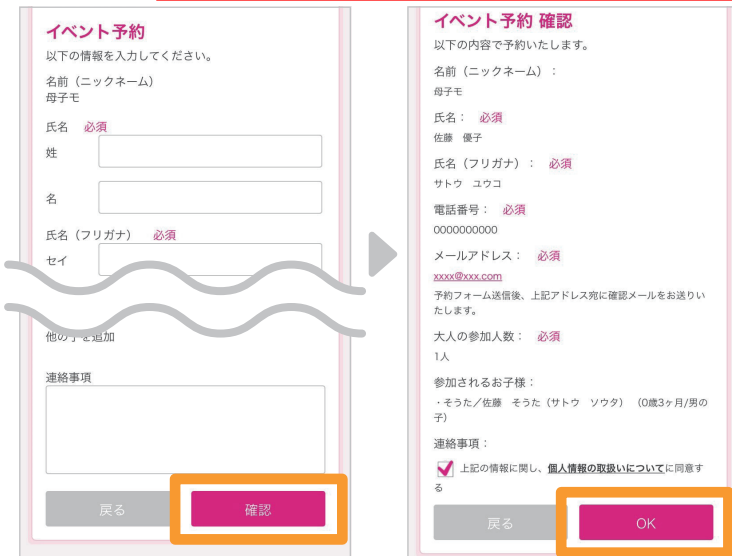 イベント予約
以下の情報を入力してください。
名前（ニックネーム）
母子モ
氏名 必須
姓
名
氏名（フリガナ） 必須
セイ
他の子を追加
連絡事項
戻る 確認
イベント予約 確認
以下の内容で予約いたします。
名前（ニックネーム）：
母子モ
氏名： 必須
佐藤 優子
氏名（フリガナ）： 必須
サトウ ユウコ
電話番号： 必須
0000000000
メールアドレス： 必須
xxxx@xxx.com
予約フォーム送信後、上記アドレス宛に確認メールをお送りい
たします。
大人の参加人数： 必須
1人
参加されるお子様：
・そうた／佐藤 そうた（サトウ ソウタ）（0歳3ヶ月/男の
子）
連絡事項：
上記の情報に関し、個人情報の取扱いについてに同意す
る
戻る OK